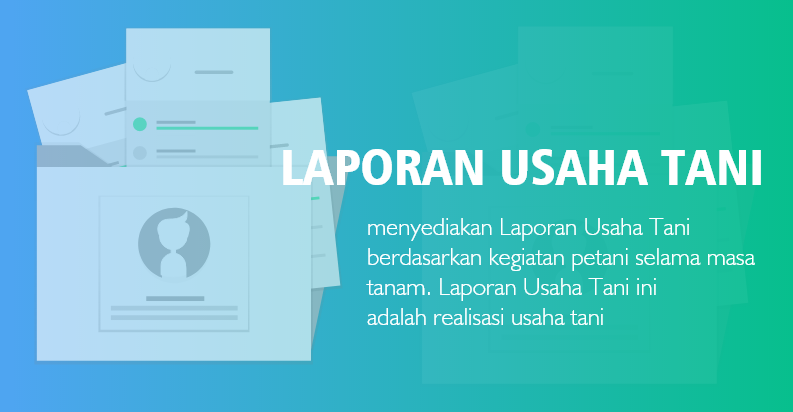 LAPORAN USAHA TANI
menyediakan Laporan Usaha Tani
berdasarkan kegiatan petani selama masa
tanam. Laporan Usaha Tani ini
adalah realisasi usaha tani